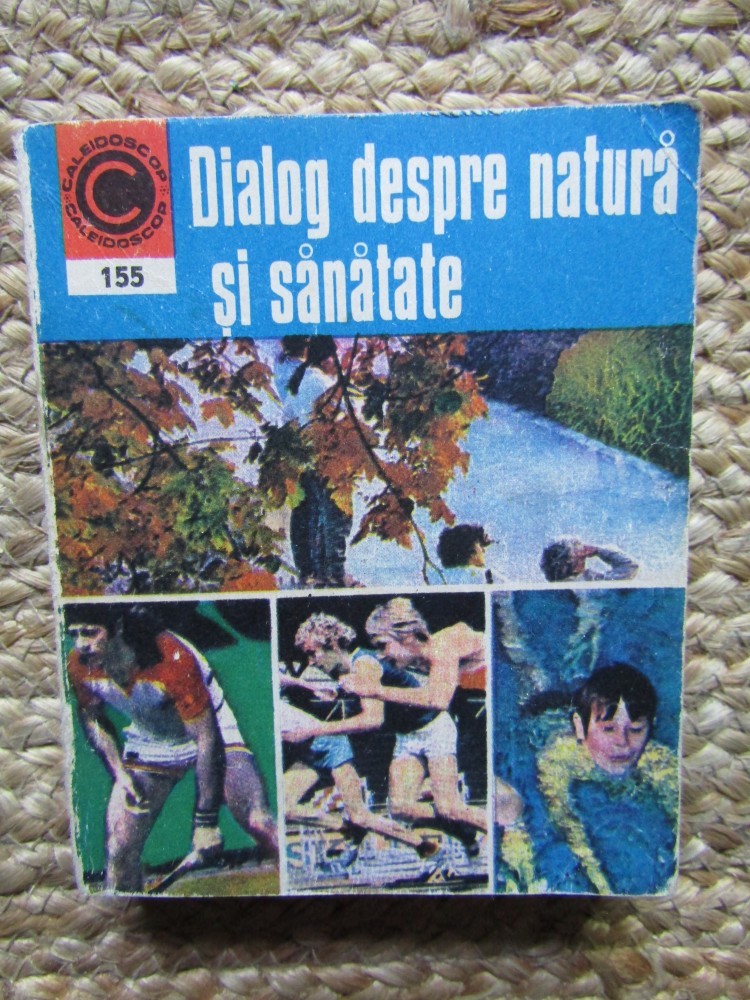 CALEIDOSCOP
C
CALEIDOSCOP
155
Dialog despre natură
și sănătate